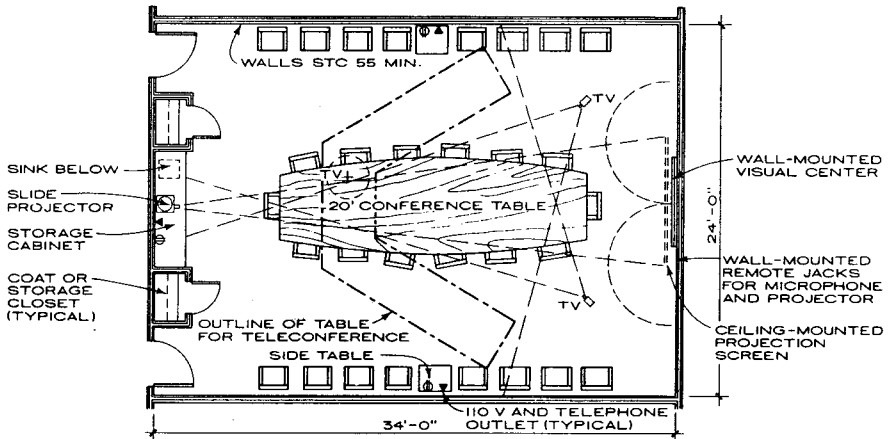 WALLS STC 55 MIN.
TV
SINK BELOW
SLIDE
PROJECTOR
STORAGE
CABINET
COAT OR
STORAGE
CLOSET
(TYPICAL)
TV
20' CONFERENCE TABLE
WALL-MOUNTED
VISUAL CENTER
24'-0"
WALL-MOUNTED
REMOTE JACKS
FOR MICROPHONE
AND PROJECTOR
TV
CEILING-MOUNTED
PROJECTION
SCREEN
OUTLINE OF TABLE
FOR TELECONFERENCE
SIDE TABLE
110 V AND TELEPHONE
OUTLET (TYPICAL)
34'-0"